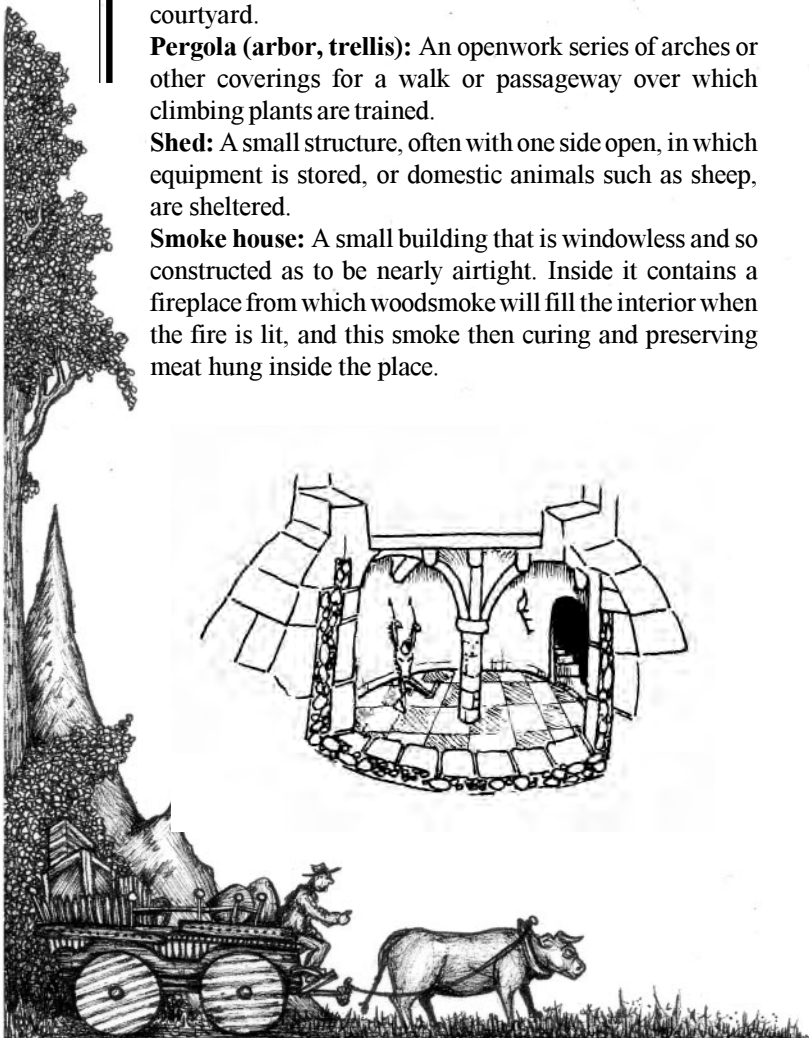 courtyard.
Pergola (arbor, trellis): An openwork series of arches or
other coverings for a walk or passageway over which
climbing plants are trained.
Shed: A small structure, often with one side open, in which
equipment is stored, or domestic animals such as sheep,
are sheltered.
Smoke house: A small building that is windowless and so
constructed as to be nearly airtight. Inside it contains a
fireplace from which woodsmoke will fill the interior when
the fire is lit, and this smoke then curing and preserving
meat hung inside the place.